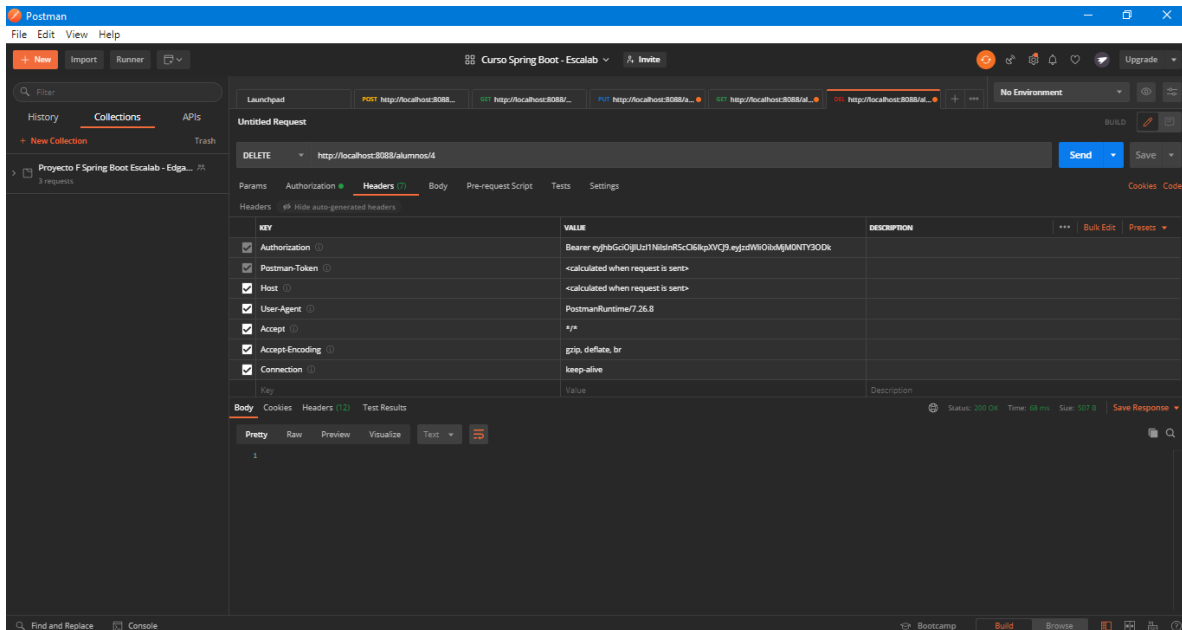 Postman
File Edit View Help
+ New Import Runner Curso Spring Boot - Escalab Invite Upgrade
Filter
Launchpad POST http://localhost:8088... GET http://localhost:8088/... PUT http://localhost:8088/a... GET http://localhost:8088/al... DEL http://localhost:8088/al... + ... No Environment
History Collections APIs
Untitled Request BUILD
+ New Collection Trash
Proyecto F Spring Boot Escalab - Edga...
3 requests
DELETE http://localhost:8088/alumnos/4 Send Save
Params Authorization Headers (7) Body Pre-request Script Tests Settings Cookies Code
Headers Hide auto-generated headers
KEY VALUE DESCRIPTION ... Bulk Edit Presets
Authorization Bearer
Postman-Token <calculated when request is sent>
Host <calculated when request is sent>
User-Agent PostmanRuntime/7.26.8
Accept */*
Accept-Encoding gzip, deflate, br
Connection keep-alive
Key Value Description
Body Cookies Headers (12) Test Results Status: 200 OK Time: 68 ms Size: 507 B Save Response
Pretty Raw Preview Visualize Text
1
Find and Replace Console Bootcamp Build Browse